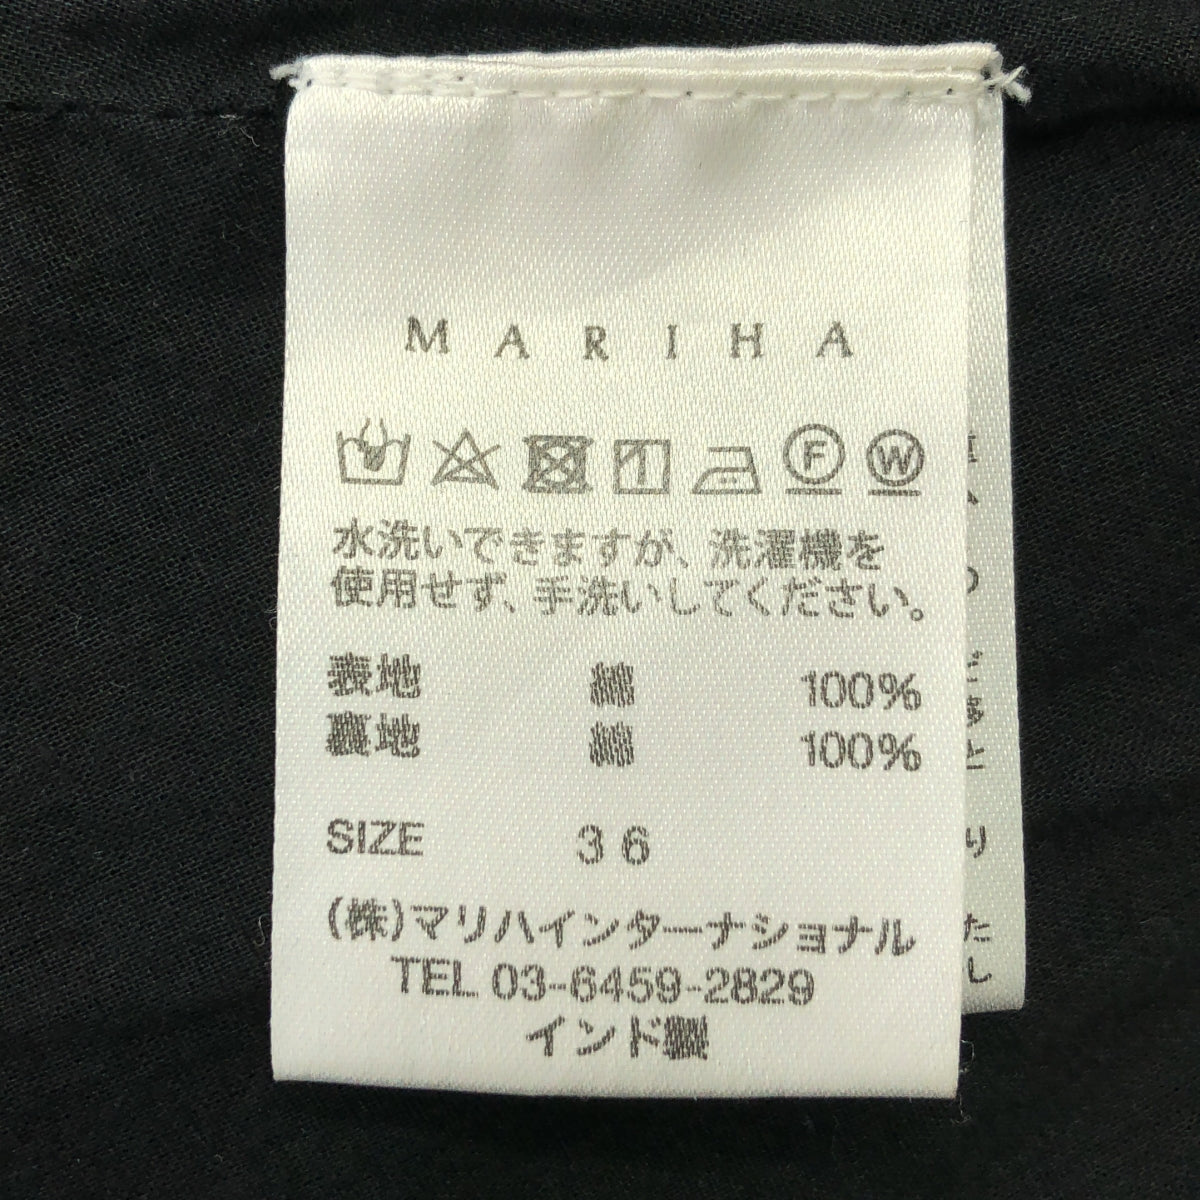 MARIHA
F W
水洗いできますが、洗濯機を
使用せず、手洗いしてください。
表地 綿 100%
裏地 綿 100%
SIZE 36
(株)マリハインターナショナル
TEL 03-6459-2829
インド製